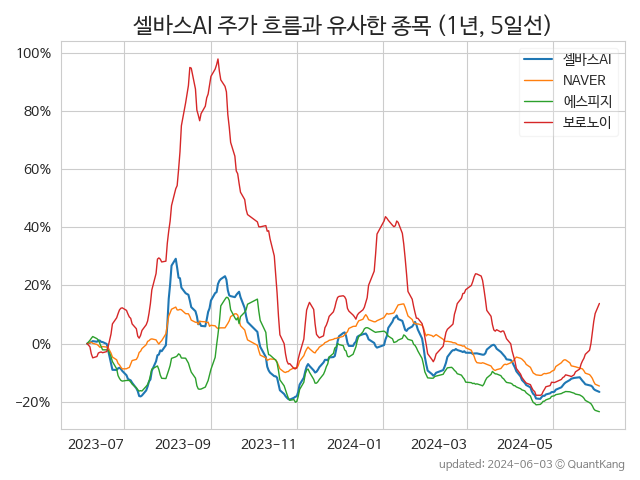 셀바스AI 주가 흐름과 유사한 종목 (1년, 5일선)
셀바스AI
NAVER
에스피지
보로노이
100%
80%
60%
40%
20%
0%
−20%
2023-07
2023-09
2023-11
2024-01
2024-03
2024-05
updated: 2024-06-03 © QuantKang